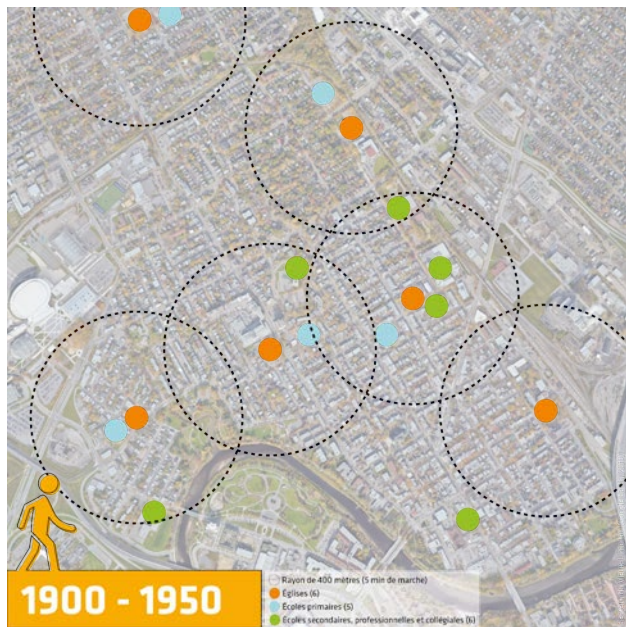 Rayon de 400 mètres (5 min de marche)
Églises (6)
Écoles primaires (5)
Écoles secondaires, professionnelles et collégiales (6)
1900 - 1950